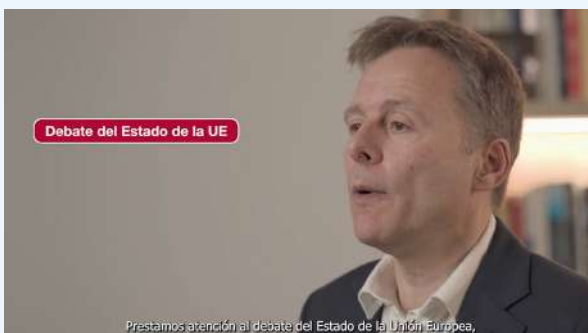 Debate del Estado de la UE
Prestamos atención al debate del Estado de la Unión Europea,